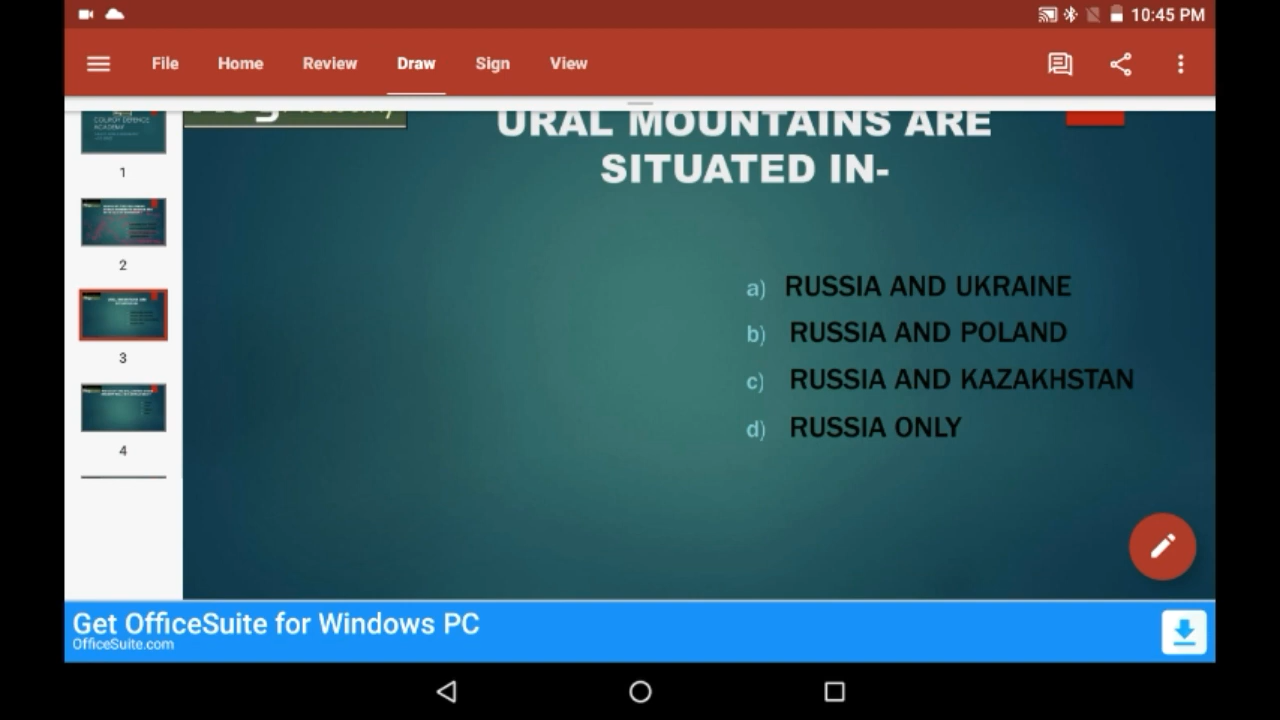 10:45 PM
File Home Review Draw Sign View
URAL MOUNTAINS ARE
SITUATED IN-
a) RUSSIA AND UKRAINE
b) RUSSIA AND POLAND
c) RUSSIA AND KAZAKHSTAN
d) RUSSIA ONLY
1
2
3
4
Get OfficeSuite for Windows PC
OfficeSuite.com